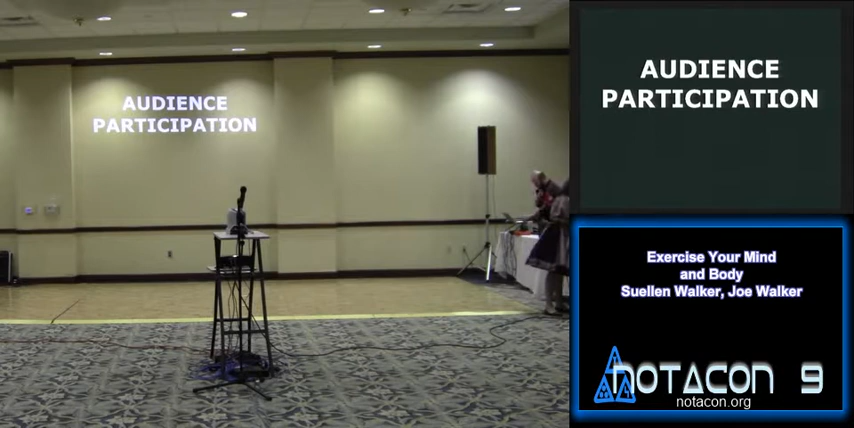 AUDIENCE
PARTICIPATION
AUDIENCE
PARTICIPATION
Exercise Your Mind
and Body
Suellen Walker, Joe Walker
NOTACON 9
notacon.org